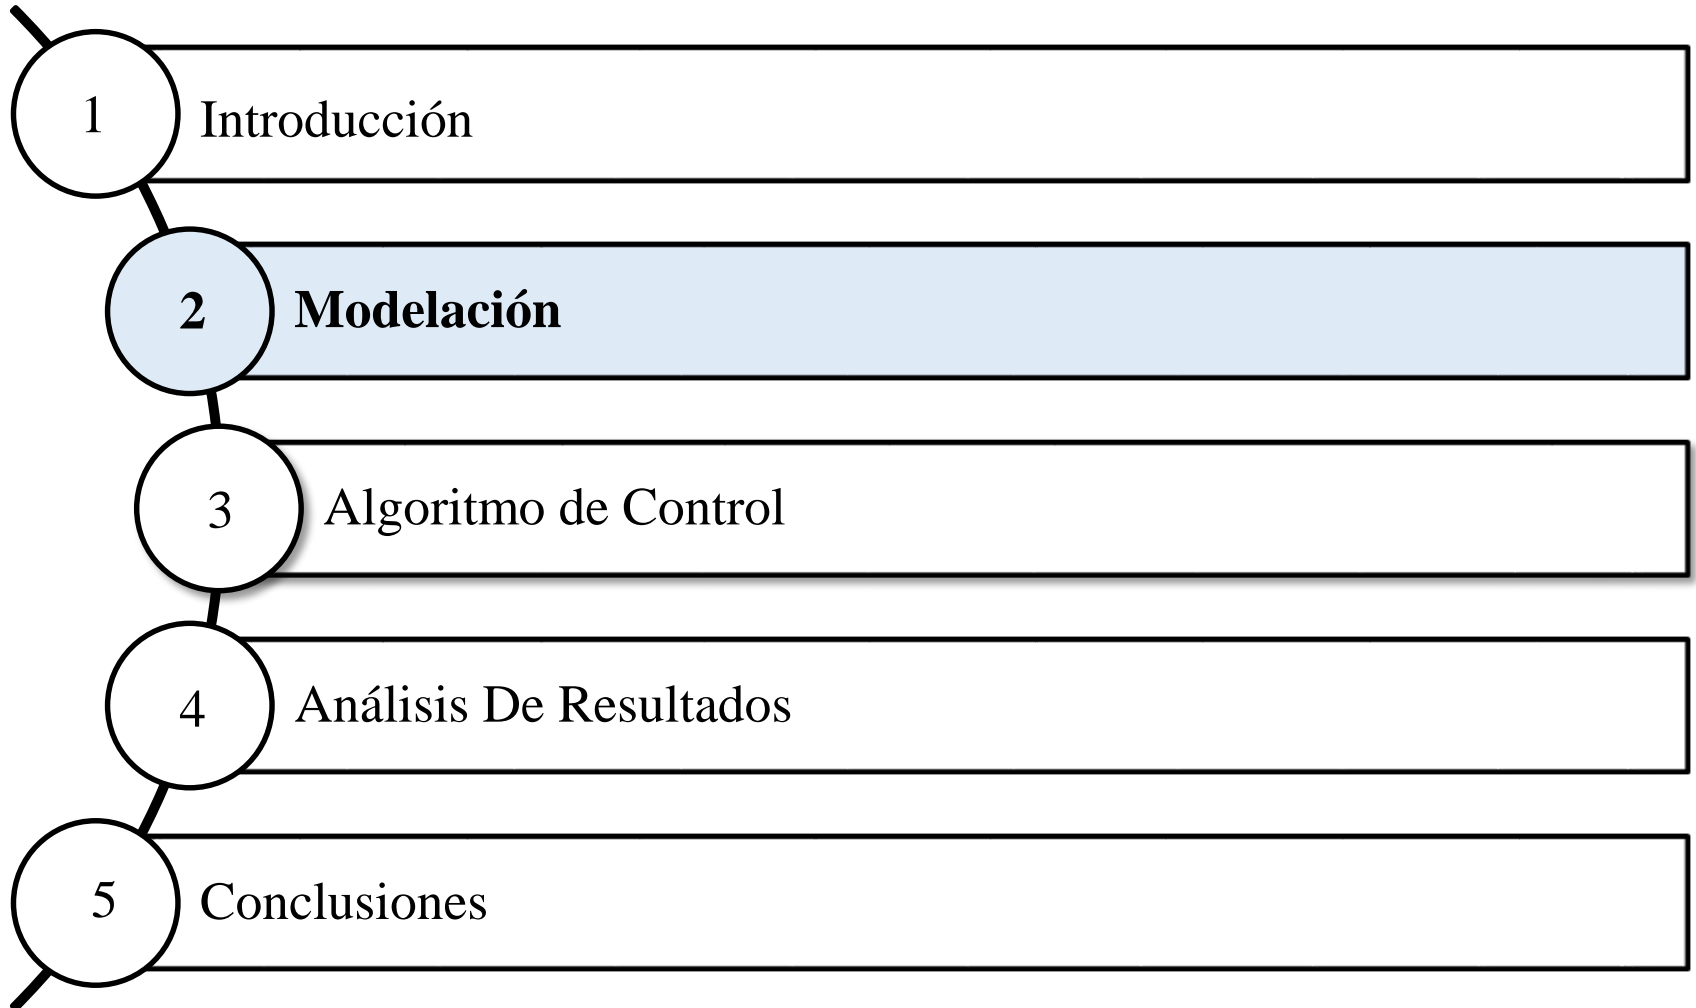 1 Introducción
2 Modelación
3 Algoritmo de Control
4 Análisis De Resultados
5 Conclusiones